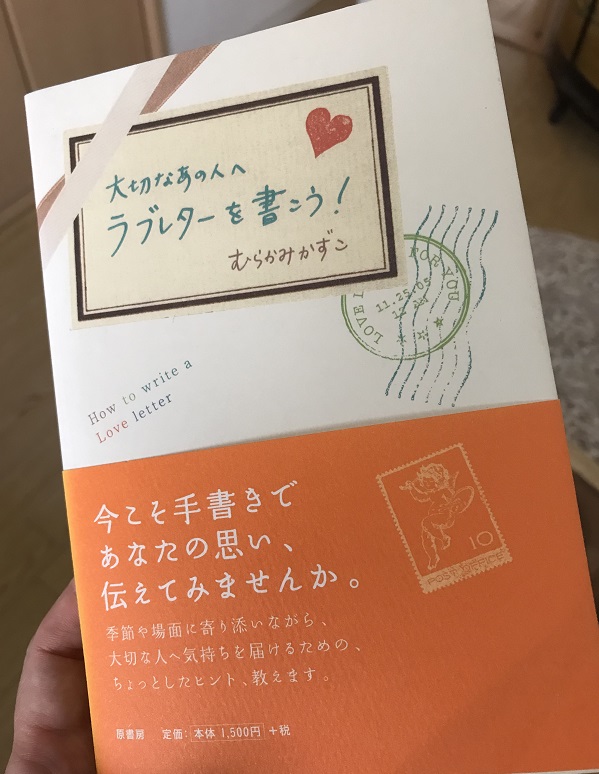 大切なあの人へ
ラブレターを書こう!
むらかみかずこ
LOVE L FOR YOU
11.25.05
How to write a
Love letter
今こそ手書きで
あなたの思い、
伝えてみませんか。
10
POST OFFICE
季節や場面に寄り添いながら、
大切な人へ気持ちを届けるための、
ちょっとしたヒント、教えます。
原書房 定価:本体 1,500円 +税